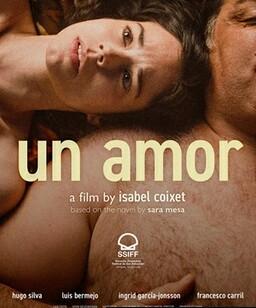 un amor
a film by isabel coixet
based on the novel by sara mesa
SSIFF
hugo silva luis bermejo ingrid garcía-jonsson francesco carril